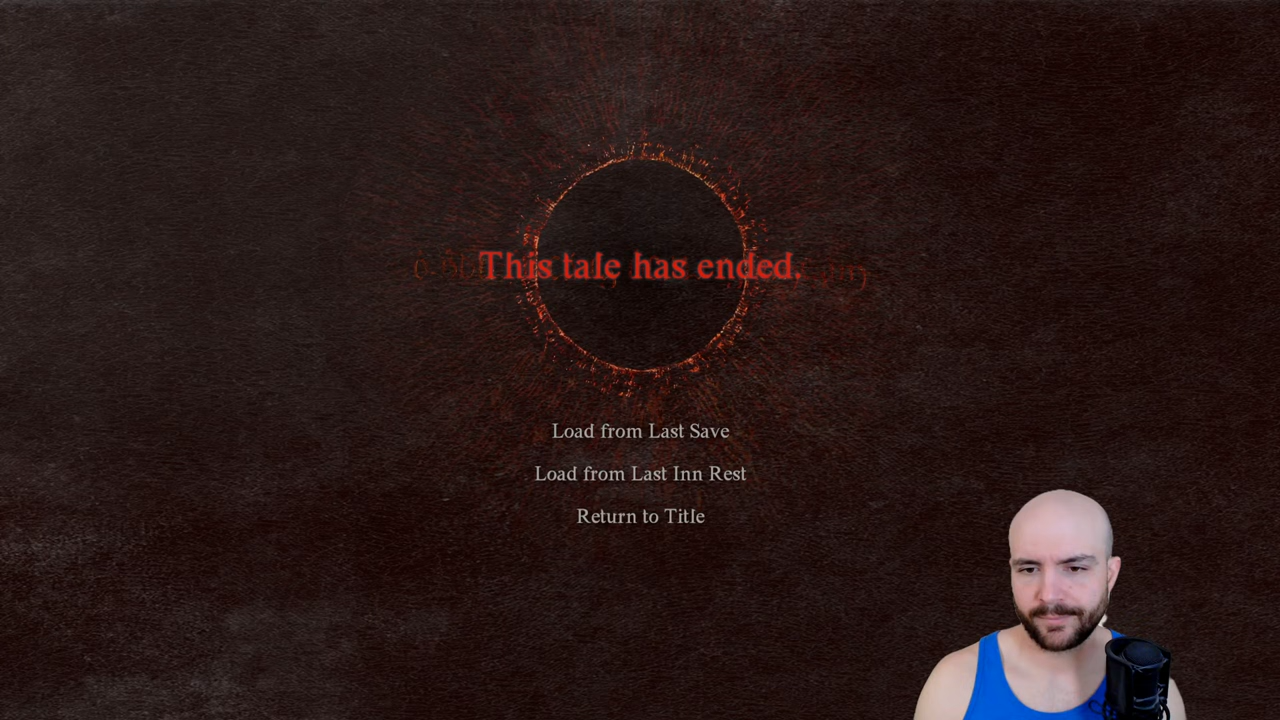 This tale has ended.
Load from Last Save
Load from Last Inn Rest
Return to Title